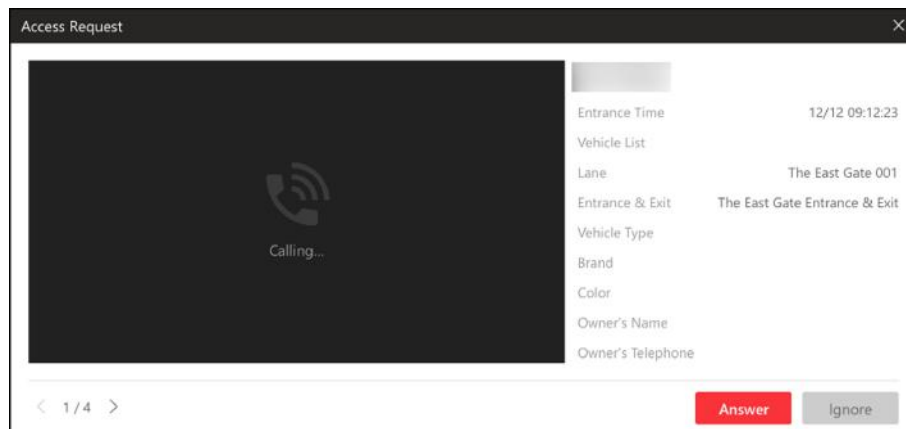 Access Request
Calling...
Entrance Time 12/12 09:12:23
Vehicle List
Lane The East Gate 001
Entrance & Exit The East Gate Entrance & Exit
Vehicle Type
Brand
Color
Owner's Name
Owner's Telephone
1 / 4
Answer Ignore